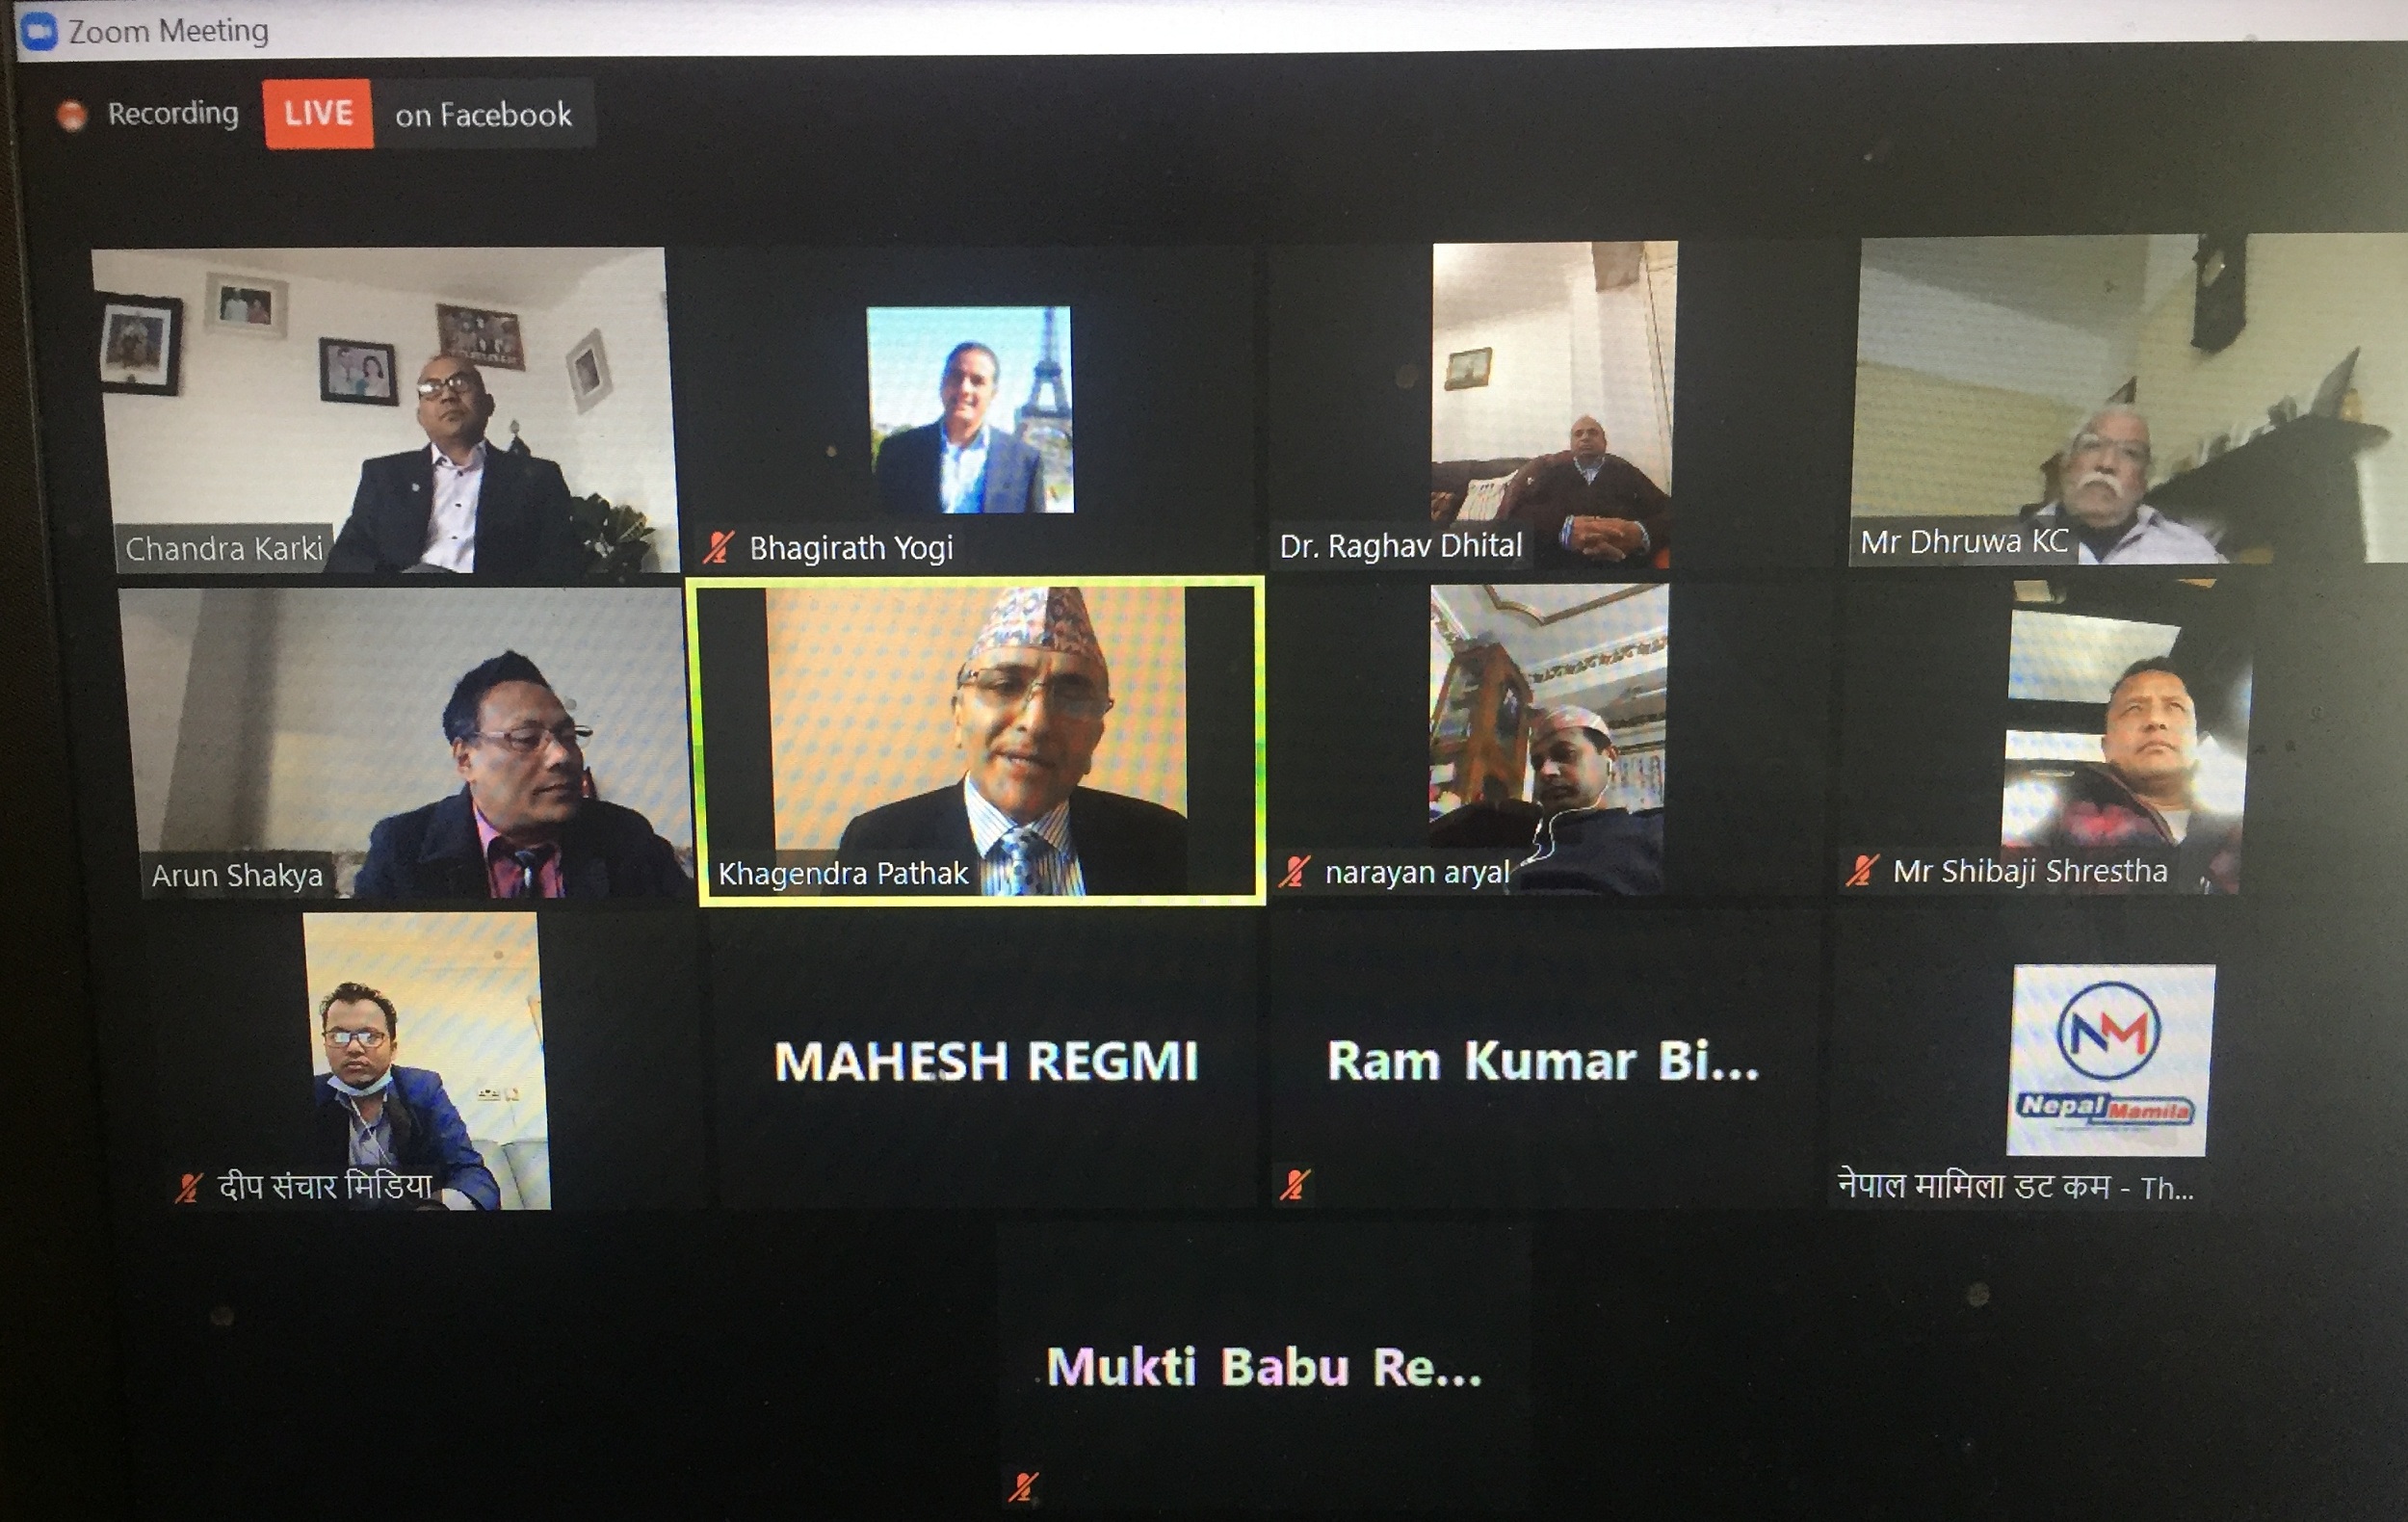 Zoom Meeting
Recording LIVE on Facebook
Chandra Karki
Bhagirath Yogi
Dr. Raghav Dhital
Mr Dhruwa KC
Arun Shakya
Khagendra Pathak
narayan aryal
Mr Shibaji Shrestha
दीप संचार मिडिया
MAHESH REGMI
Ram Kumar Bi...
NM
Nepal Mamila
नेपाल मामिला डट कम - Th...
Mukti Babu Re...